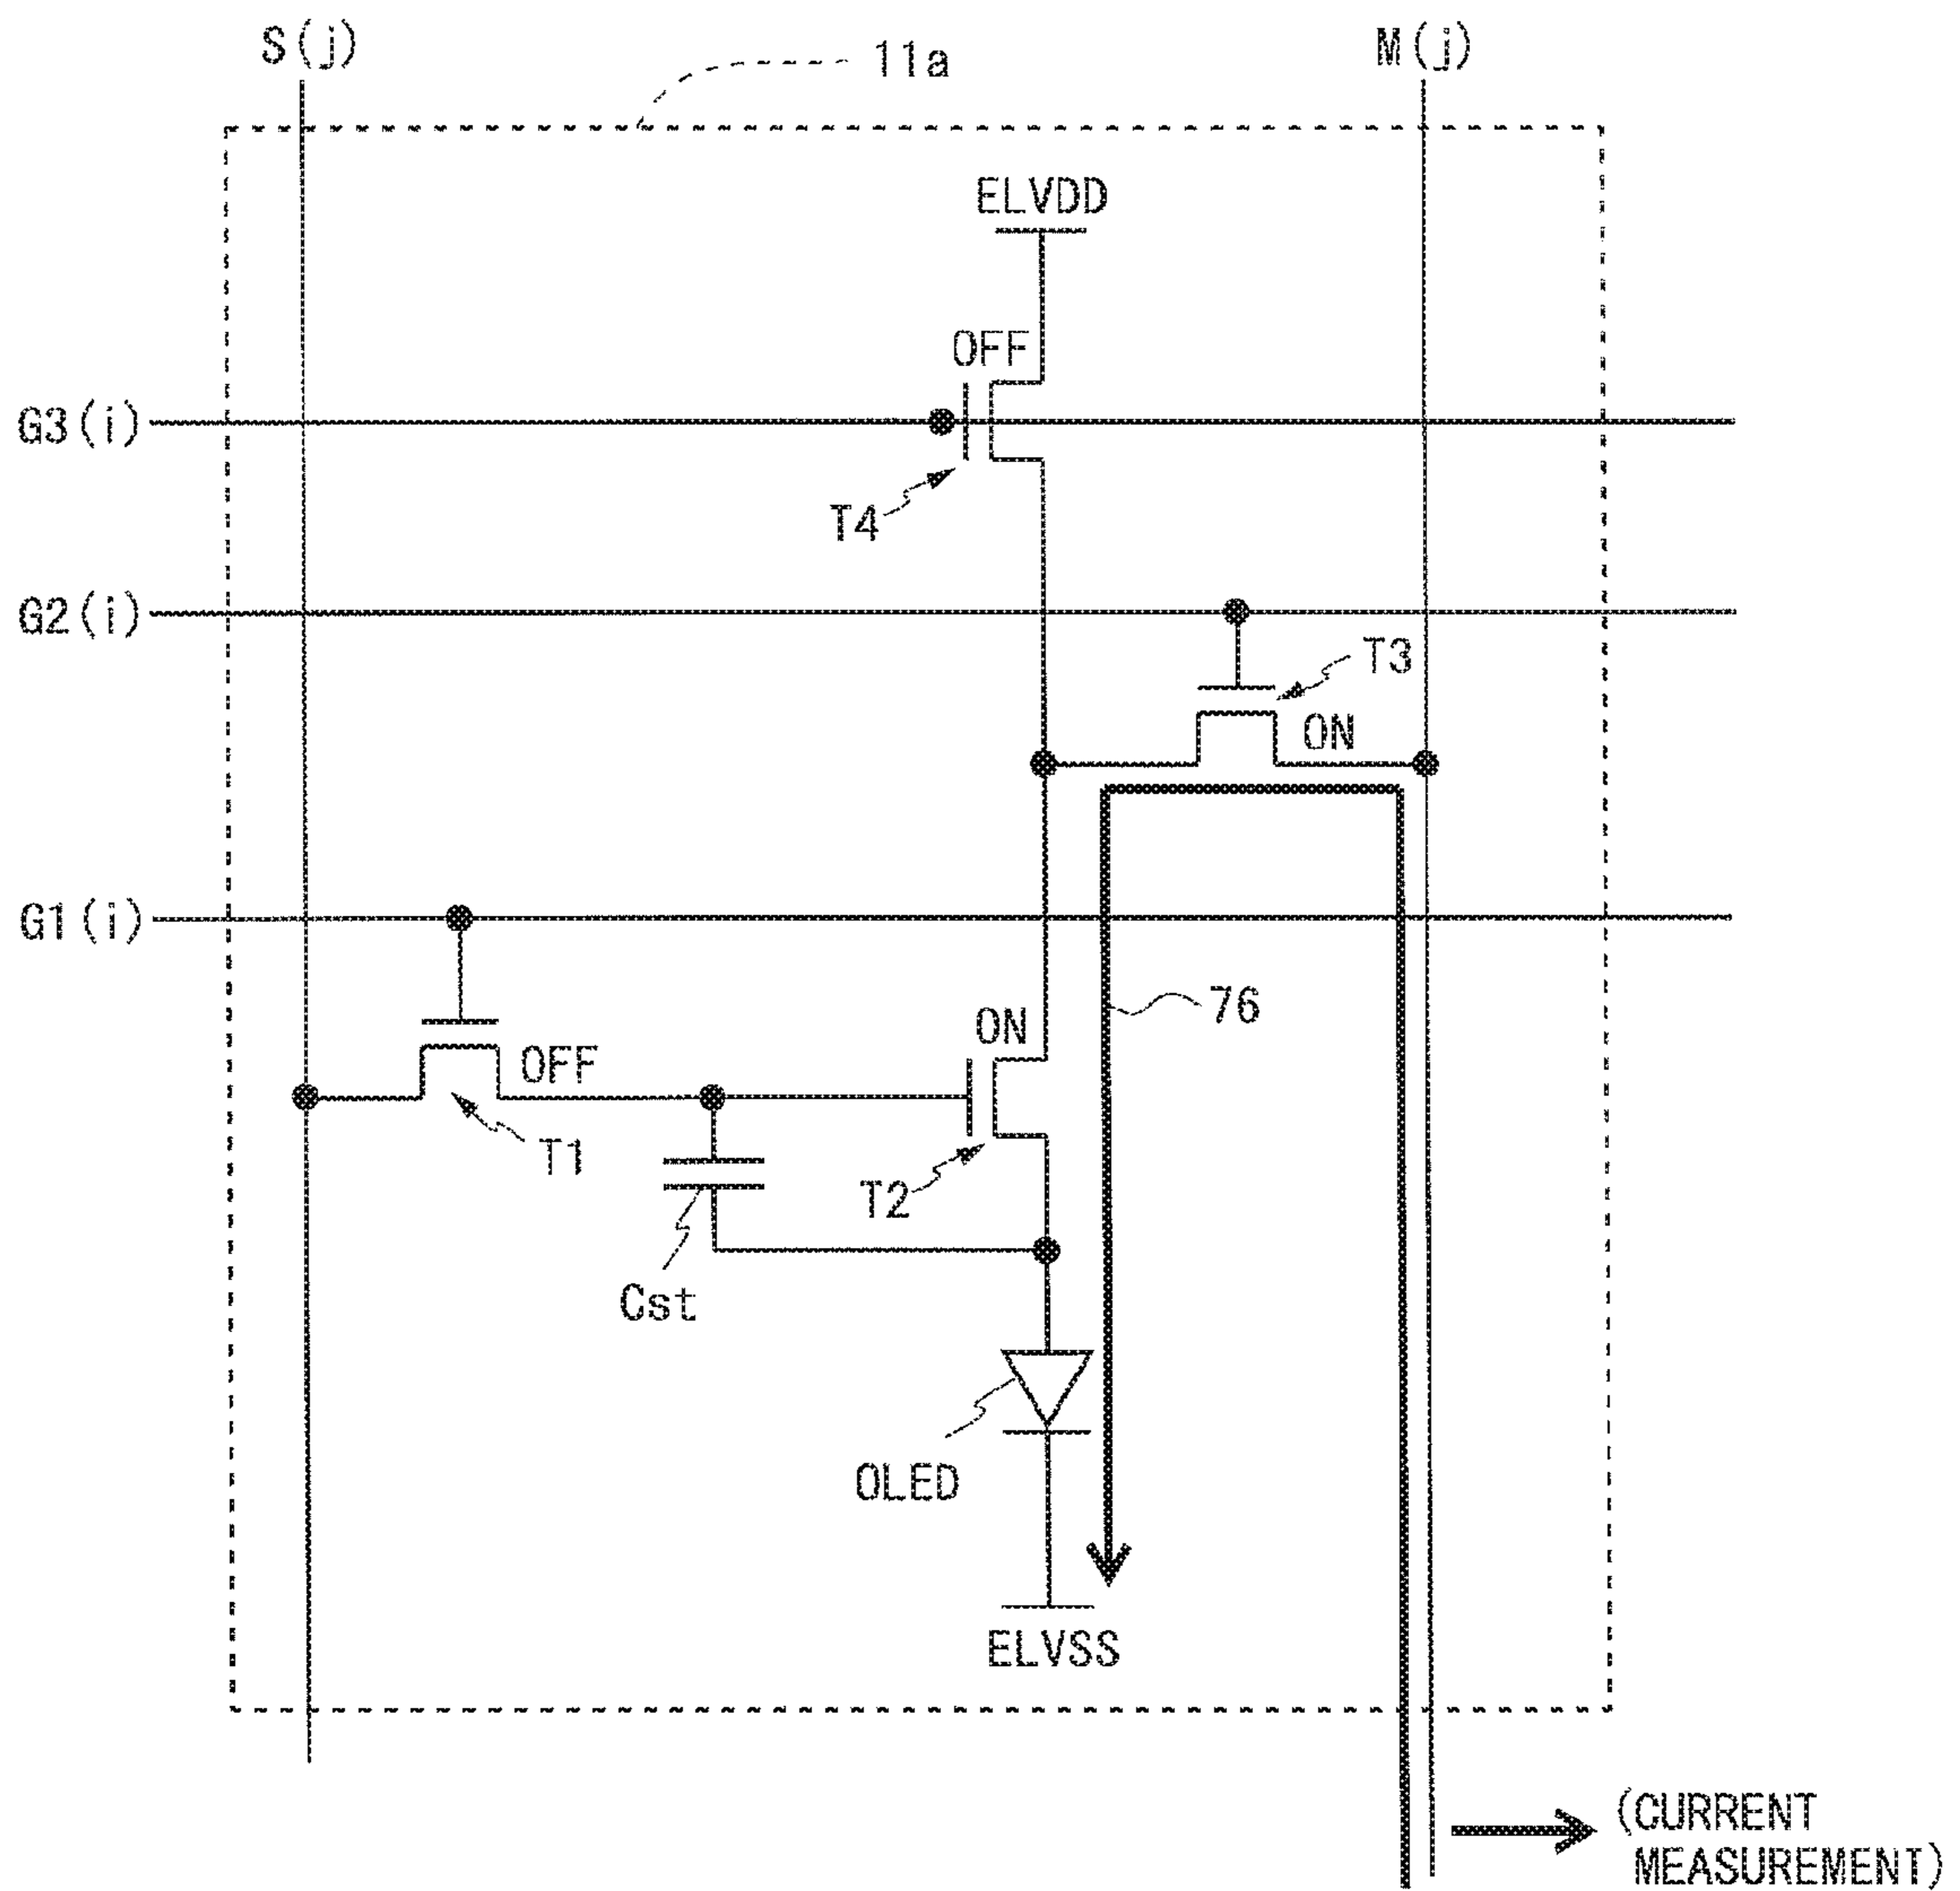 S(j)
11a
M(j)
ELVDD
OFF
G3(i)
T4
G2(i)
T3
ON
G1(i)
76
ON
OFF
T1
T2
Cst
OLED
ELVSS
(CURRENT
MEASUREMENT)